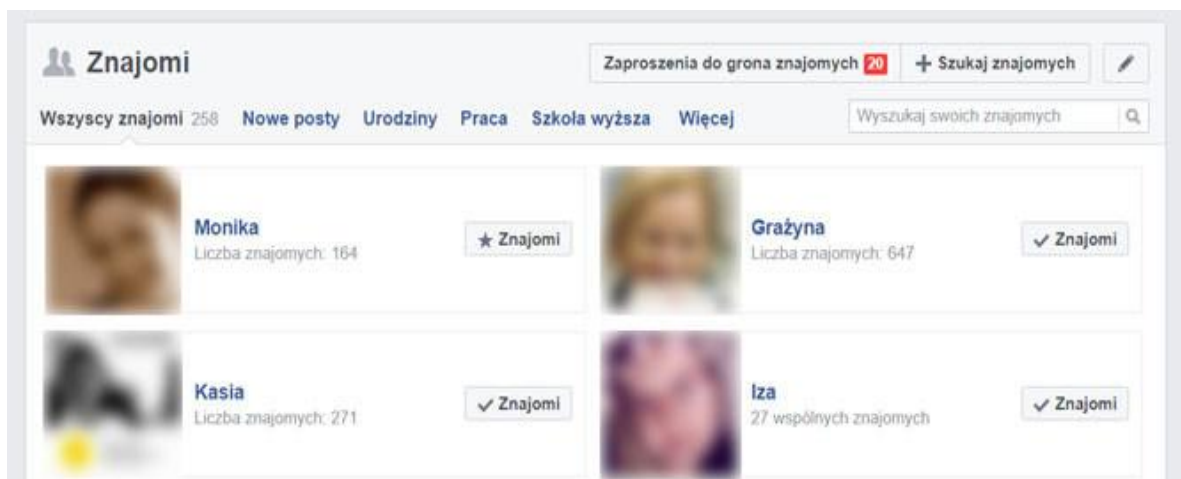 Znajomi
Zaproszenia do grona znajomych 20
Szukaj znajomych
Wszyscy znajomi 258 Nowe posty Urodziny Praca Szkoła wyższa Więcej
Wyszukaj swoich znajomych
Monika
Liczba znajomych: 164
Znajomi
Grażyna
Liczba znajomych: 647
Znajomi
Kasia
Liczba znajomych: 271
Znajomi
Iza
27 wspólnych znajomych
Znajomi